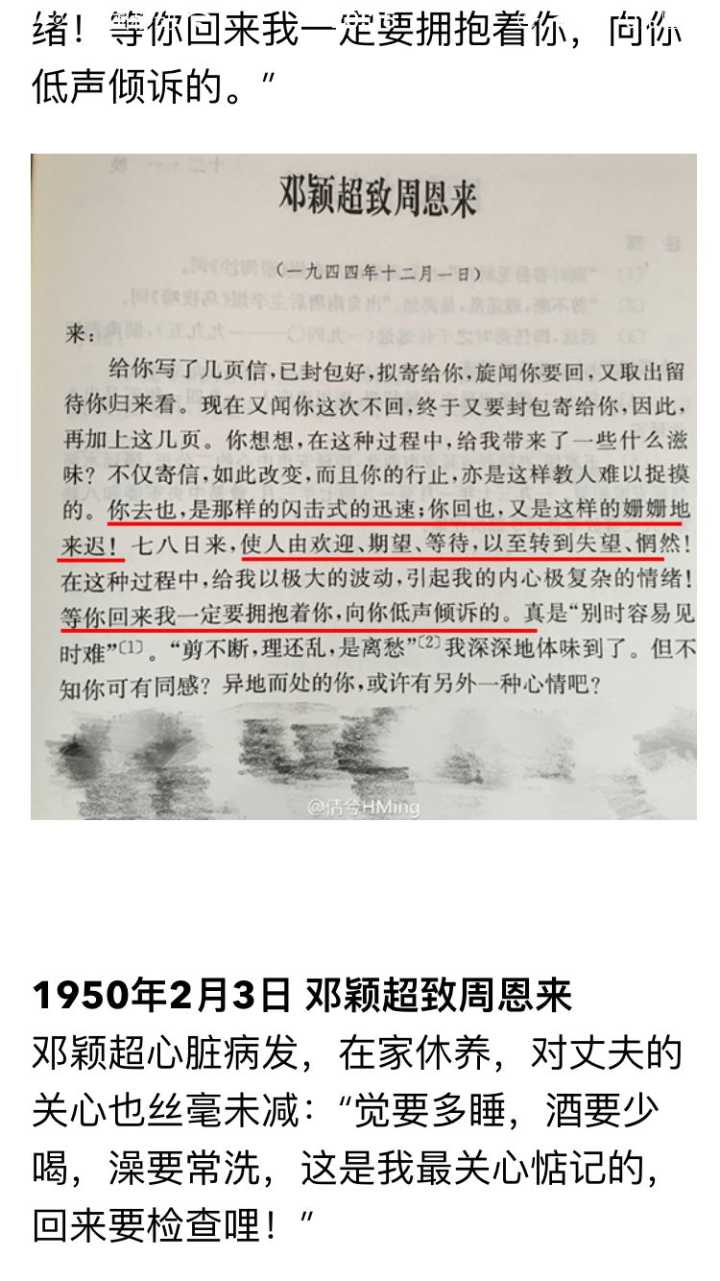 绪！等你回来我一定要拥抱着你，向你
低声倾诉的。”
邓颖超致周恩来
（一九四四年十二月一日）
来：
给你写了几页信，已封包好，拟寄给你，旋闻你要回，又取出留
待你归来看。现在又闻你这次不回，终于又要封包寄给你，因此，
再加上这几页。你想想，在这种过程中，给我带来了一些什么滋
味？不仅寄信，如此改变，而且你的行止，亦是这样教人难以捉摸
的。你去也，是那样的闪击式的迅速；你回也，又是这样的姗姗地
来迟！七八日来，使人由欢迎、期望、等待，以至转到失望、惘然！
在这种过程中，给我以极大的波动，引起我的内心极复杂的情绪！
等你回来我一定要拥抱着你，向你低声倾诉的。真是“别时容易见
时难”〔1〕。“剪不断，理还乱，是离愁”〔2〕我深深地体味到了。但不
知你可有同感？异地而处的你，或许有另外一种心情吧？
@倩兮HMing
1950年2月3日 邓颖超致周恩来
邓颖超心脏病发，在家休养，对丈夫的
关心也丝毫未减：“觉要多睡，酒要少
喝，澡要常洗，这是我最关心惦记的，
回来要检查哩！”